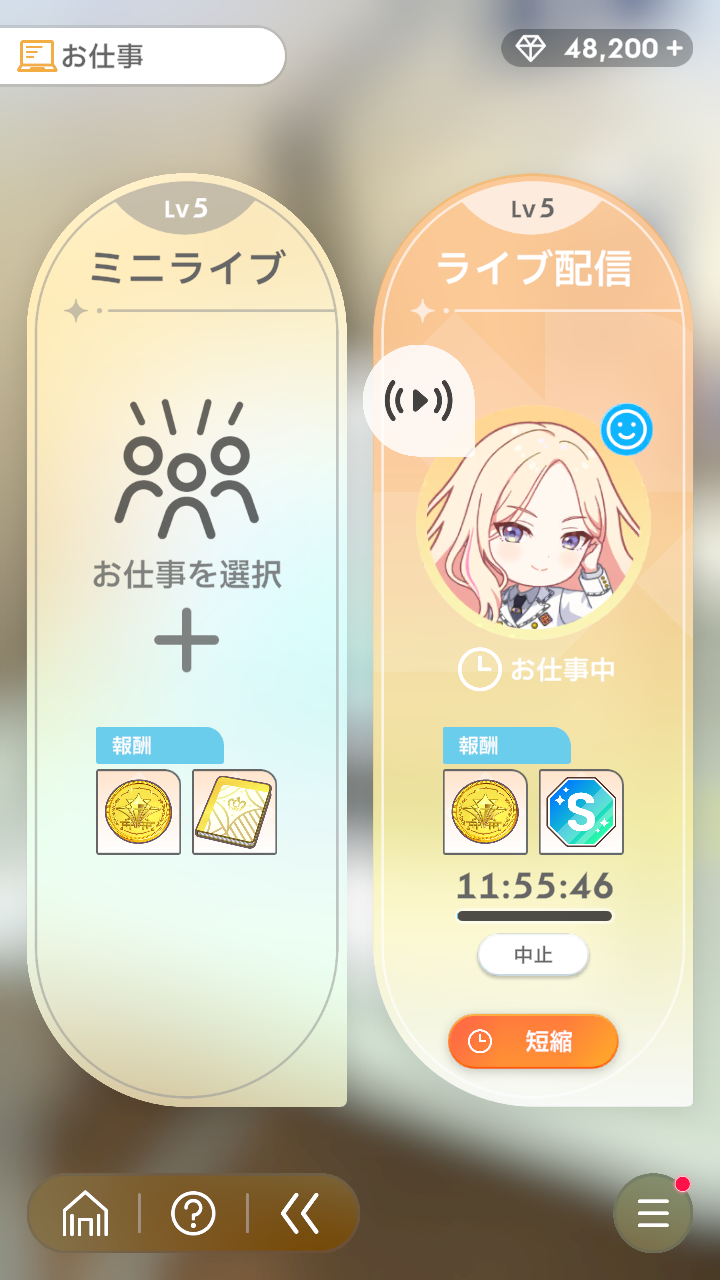 お仕事
48,200 +
Lv 5
ミニライブ
お仕事を選択
報酬
Lv 5
ライブ配信
お仕事中
報酬
S
11:55:46
中止
短縮